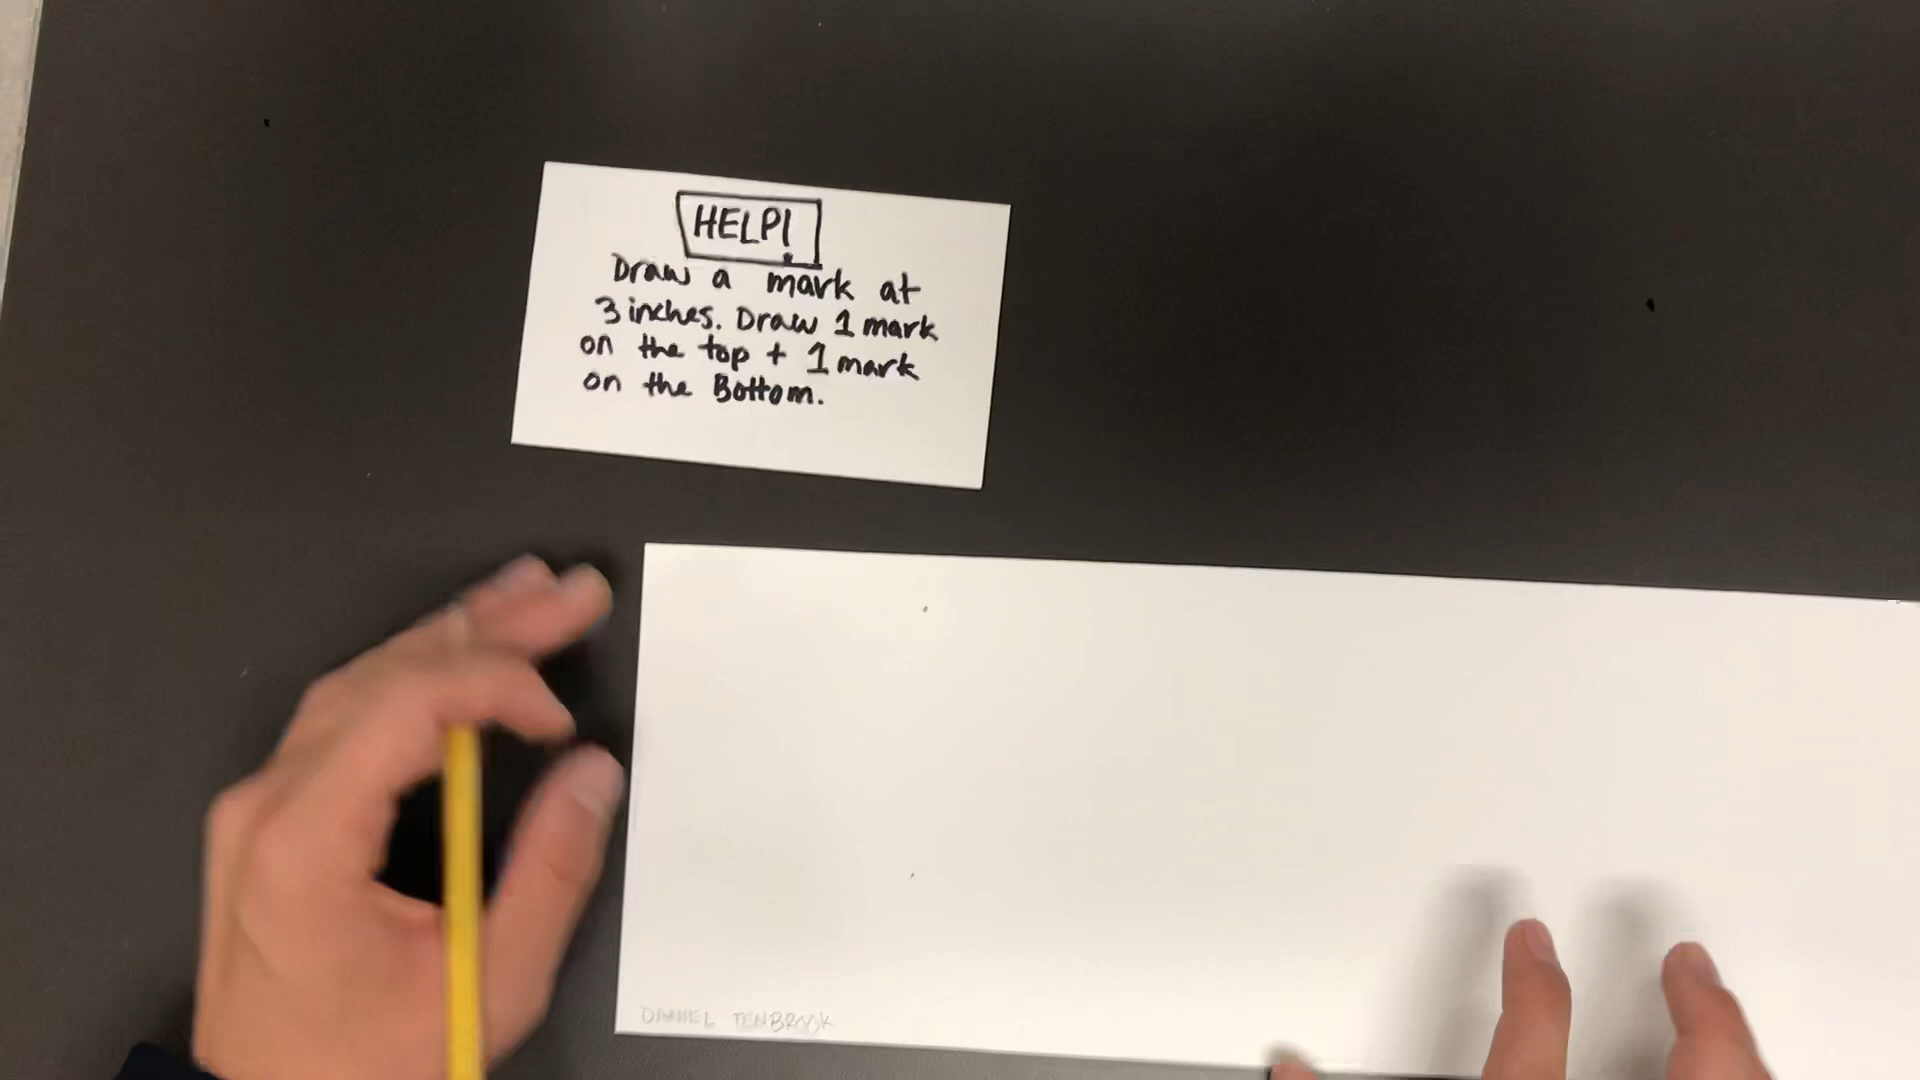 HELP!
Draw a mark at
3 inches. Draw 1 mark
on the top + 1 mark
on the Bottom.
DANIEL TENBROOK